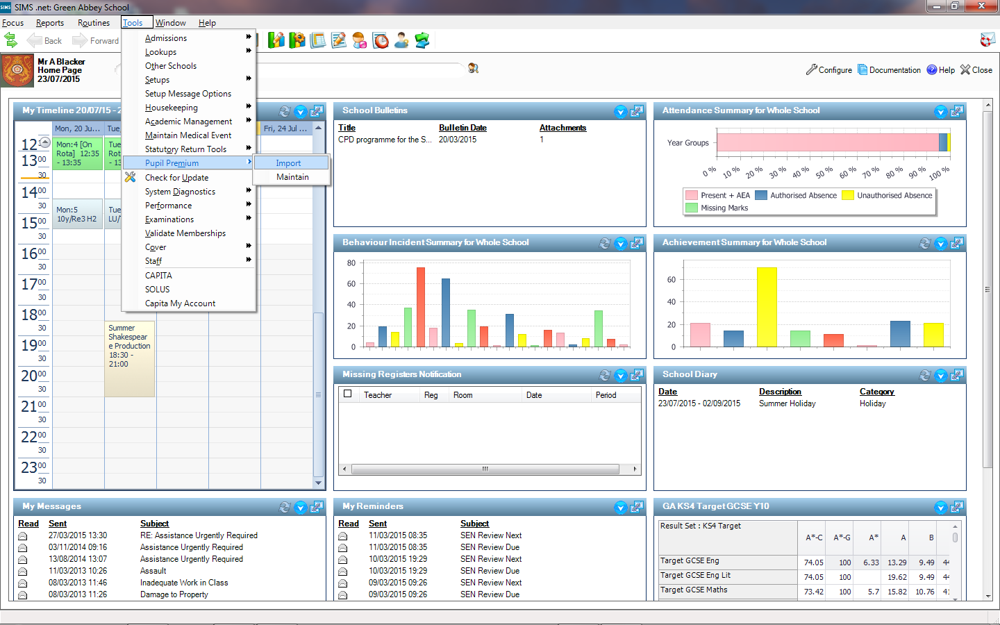 SIMS .net: Green Abbey School
Focus Reports Routines Tools Window Help
Back Forward
Mr A Blacker
Home Page
23/07/2015
Configure Documentation Help Close
Admissions
Lookups
Other Schools
Setups
Setup Message Options
Housekeeping
Academic Management
Maintain Medical Event
Statutory Return Tools
Pupil Premium
Check for Update
System Diagnostics
Performance
Examinations
Validate Memberships
Cover
Staff
CAPITA
SOLUS
Capita My Account
Import
Maintain
My Timeline 20/07/15 - 2
Mon, 20 Ju... Tue, Fri, 24 Jul ...
12
13 00
30
14 00
30
15 00
30
16 00
30
17 00
30
18 00
30
19 00
30
20 00
30
21 00
30
22 00
30
23 00
30
Mon:4 [On
Rota] 12:35
- 13:35
Tue
Rot
- 13
Mon:5
10y/Re3 H2
Tue
LU/
Summer
Shakespear
e Production
18:30 -
21:00
School Bulletins
Title Bulletin Date Attachments
CPD programme for the S... 20/03/2015 1
Attendance Summary for Whole School
Year Groups
0 % 10 % 20 % 30 % 40 % 50 % 60 % 70 % 80 % 90 % 100 %
Present + AEA Authorised Absence Unauthorised Absence
Missing Marks
Behaviour Incident Summary for Whole School
80
60
40
20
0
Achievement Summary for Whole School
60
40
20
0
Missing Registers Notification
Teacher Reg Room Date Period
School Diary
Date Description Category
23/07/2015 - 02/09/2015 Summer Holiday Holiday
My Messages
Read Sent Subject
27/03/2015 13:30 RE: Assistance Urgently Required
03/11/2014 09:16 Assistance Urgently Required
13/08/2014 13:07 Assistance Urgently Required
11/03/2013 10:26 Assault
08/03/2013 11:46 Inadequate Work in Class
08/03/2013 11:26 Damage to Property
My Reminders
Read Sent Subject
11/03/2015 08:35 SEN Review Next
11/03/2015 08:35 SEN Review Due
10/03/2015 19:29 SEN Review Next
10/03/2015 19:29 SEN Review Due
09/03/2015 09:26 SEN Review Next
09/03/2015 09:26 SEN Review Due
GA KS4 Target GCSE Y10
Result Set : KS4 Target A*-C A*-G A* A B
Target GCSE Eng 74.05 100 6.33 13.29 9.49 44
Target GCSE Eng Lit 74.05 100 19.62 9.49 44
Target GCSE Maths 73.42 100 5.7 15.82 10.76 41